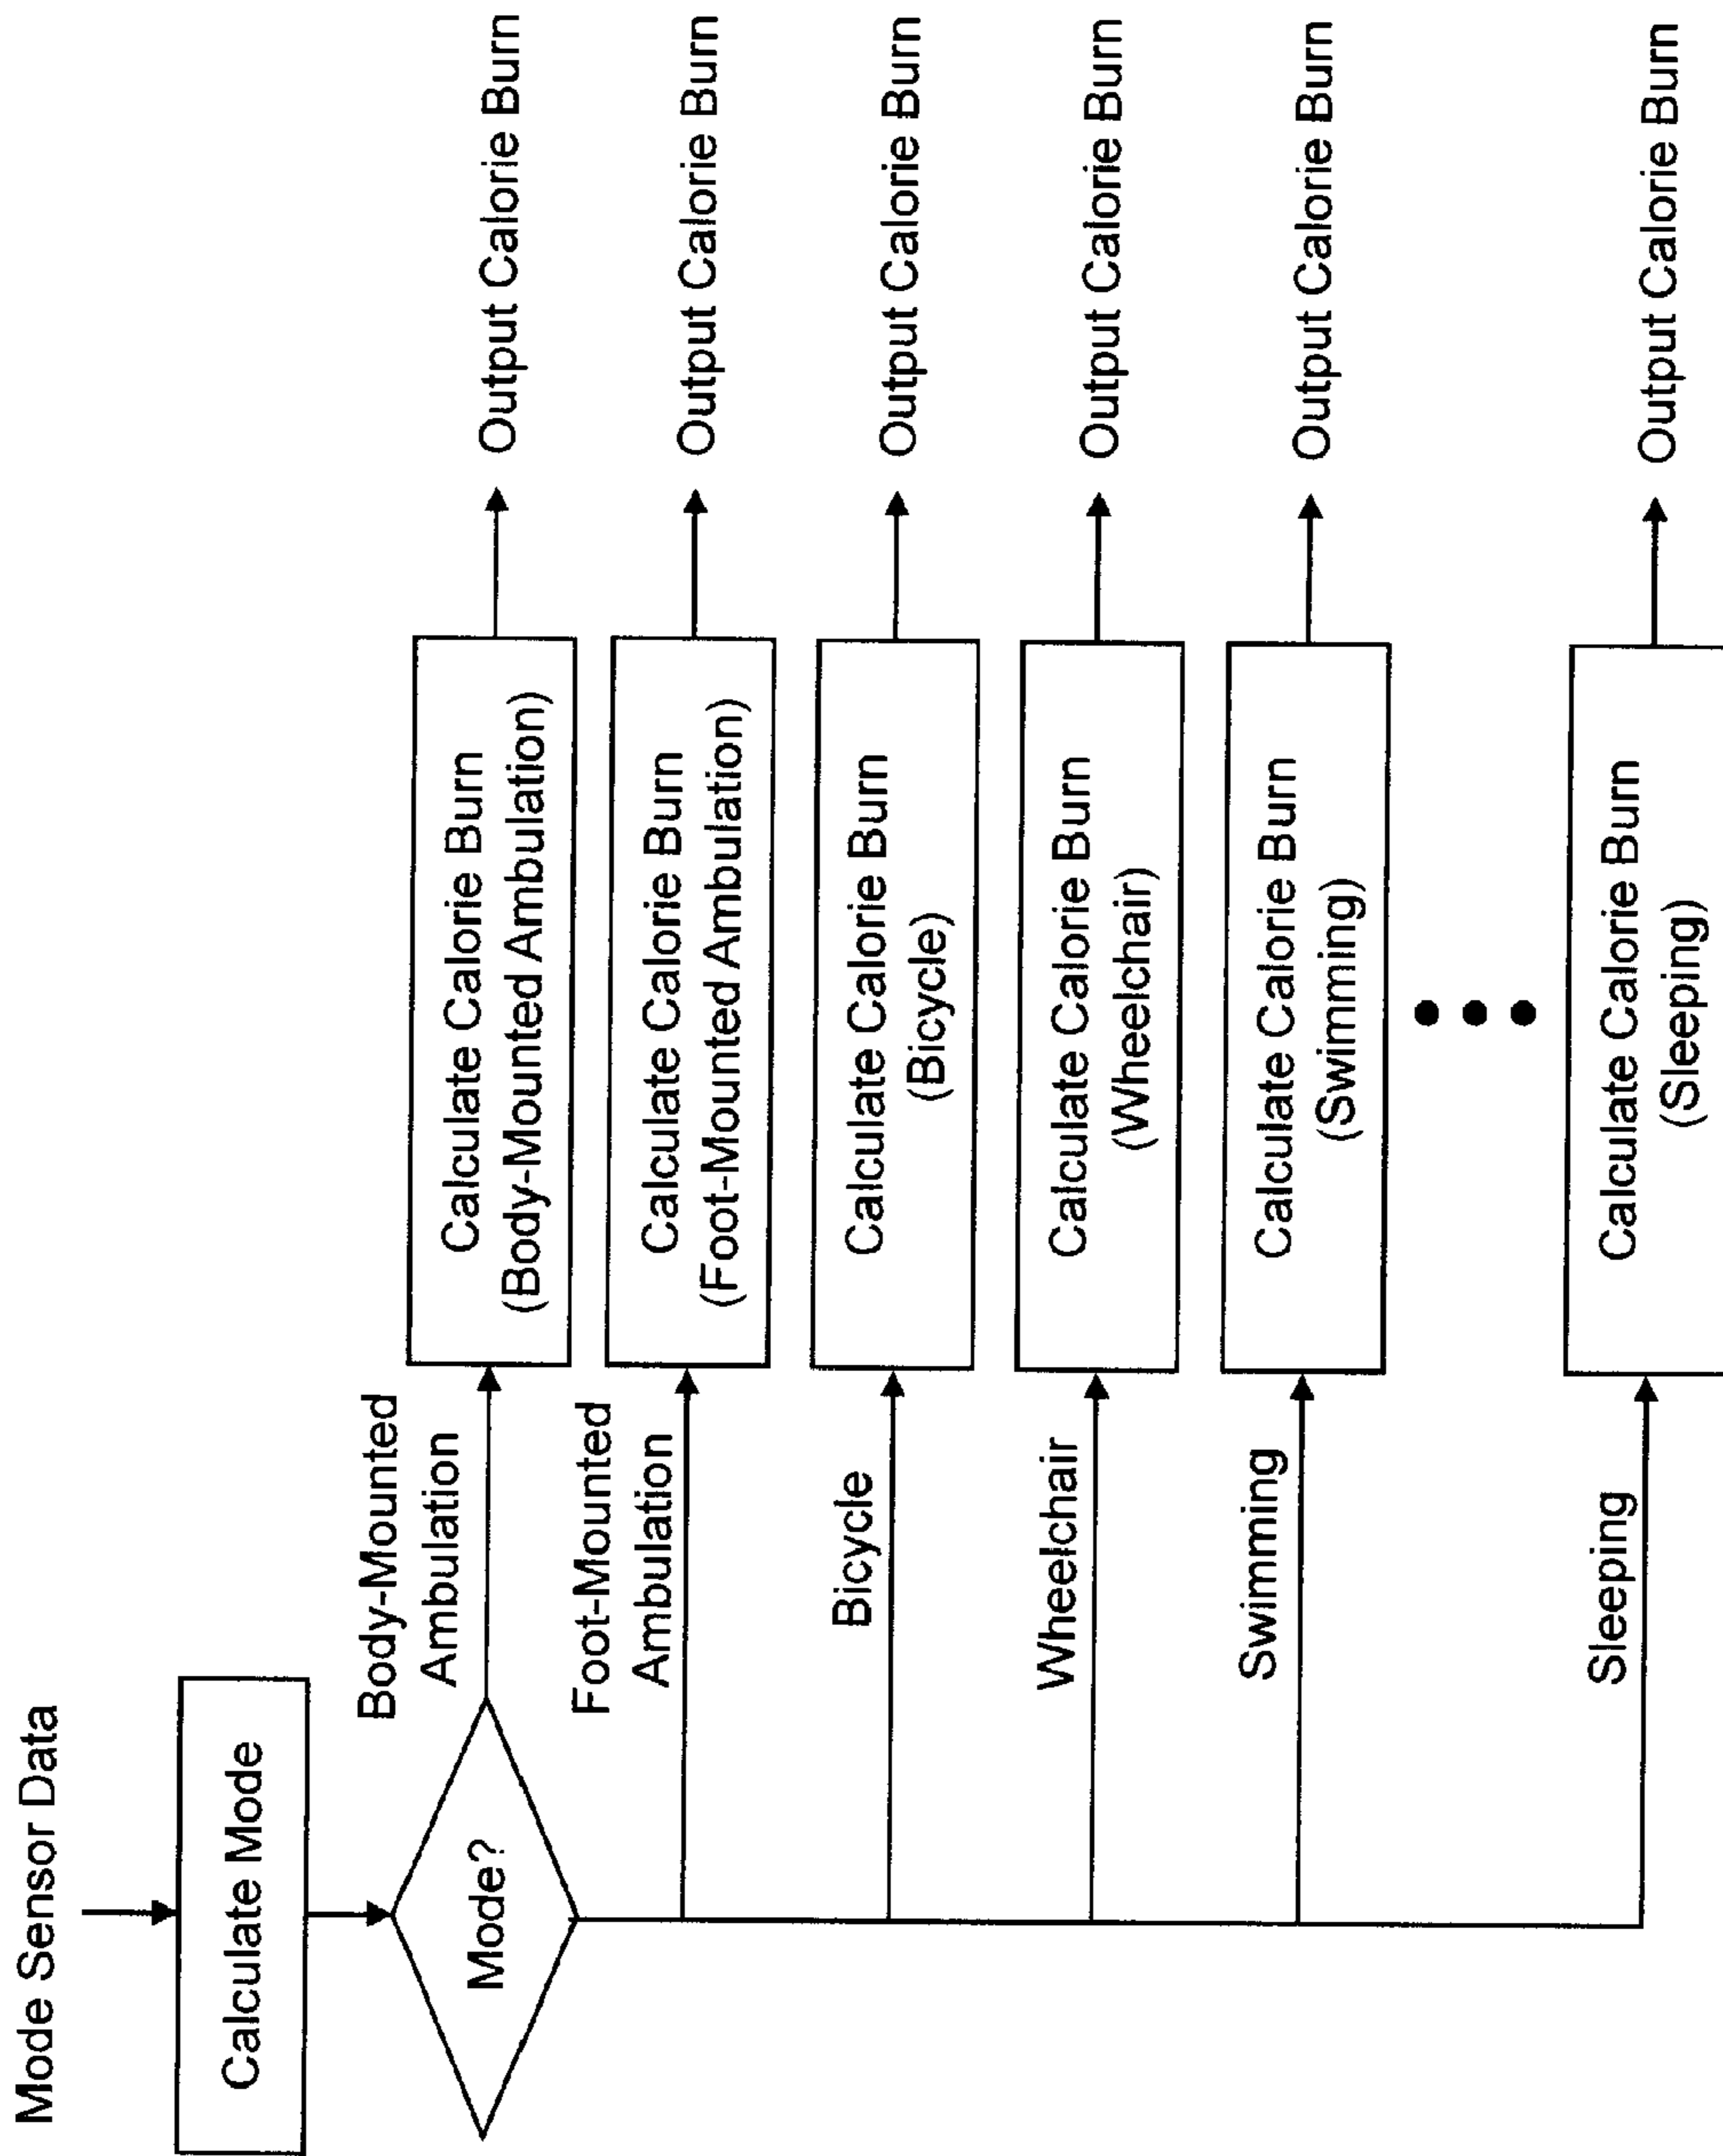 Mode Sensor Data
Calculate Mode
Mode?
Body-Mounted
Ambulation
Calculate Calorie Burn
(Body-Mounted Ambulation)
Output Calorie Burn
Foot-Mounted
Ambulation
Calculate Calorie Burn
(Foot-Mounted Ambulation)
Output Calorie Burn
Bicycle
Calculate Calorie Burn
(Bicycle)
Output Calorie Burn
Wheelchair
Calculate Calorie Burn
(Wheelchair)
Output Calorie Burn
Swimming
Calculate Calorie Burn
(Swimming)
Output Calorie Burn
Sleeping
Calculate Calorie Burn
(Sleeping)
Output Calorie Burn